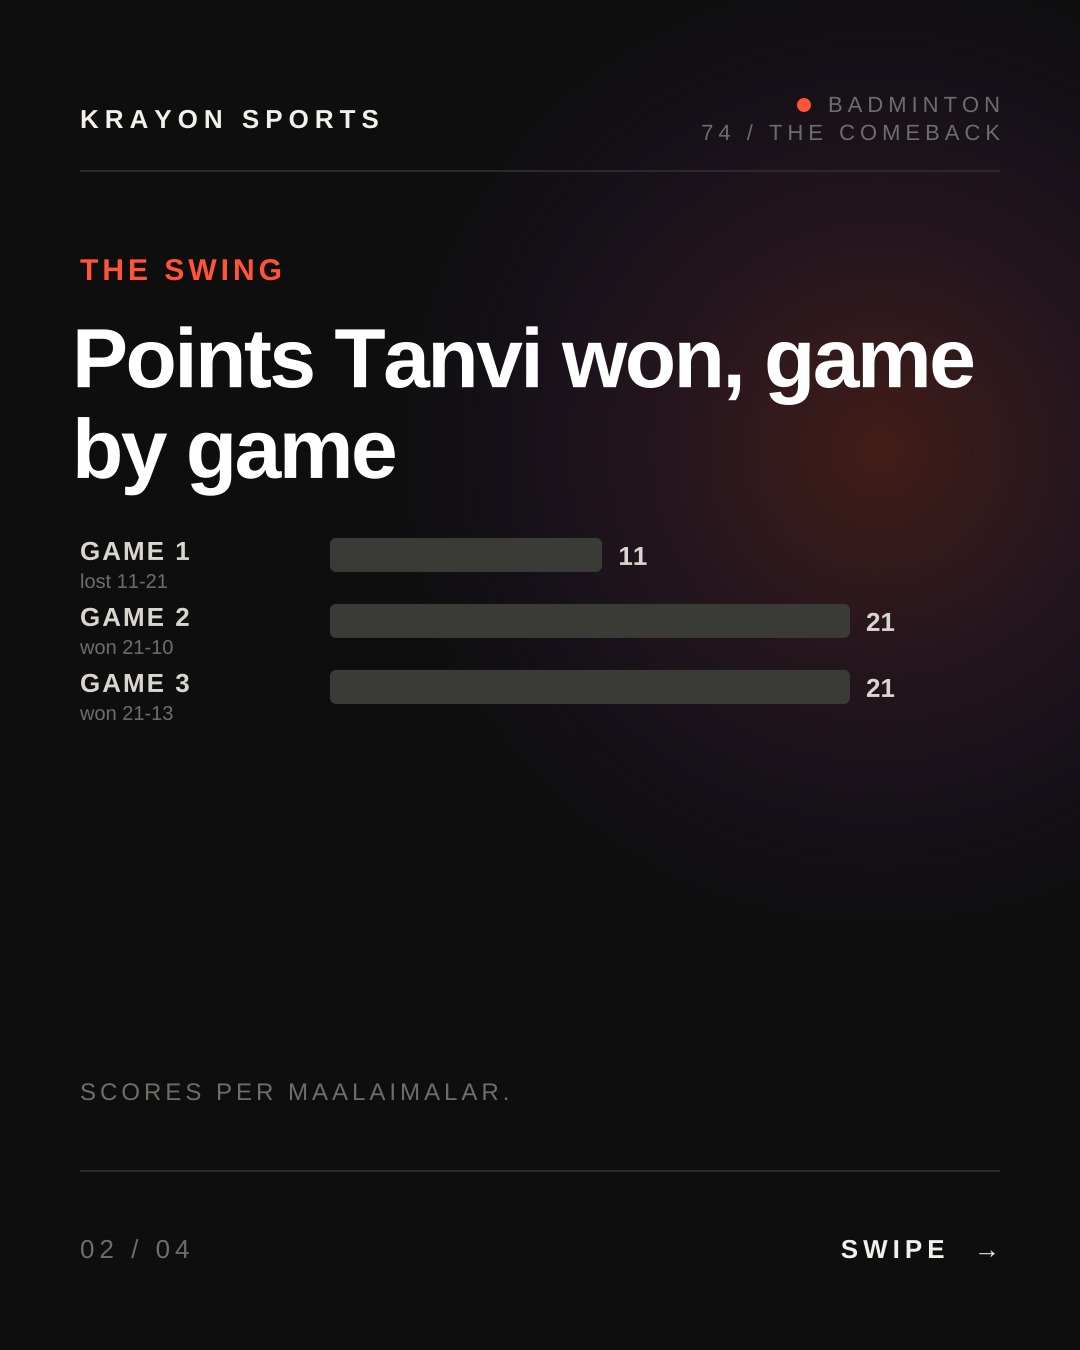 KRAYON SPORTS
BADMINTON
74 / THE COMEBACK
THE SWING
Points Tanvi won, game
by game
GAME 1
11
lost 11-21
GAME 2
21
won 21-10
GAME 3
21
won 21-13
SCORES PER MAALAIMALAR.
02 / 04
SWIPE →